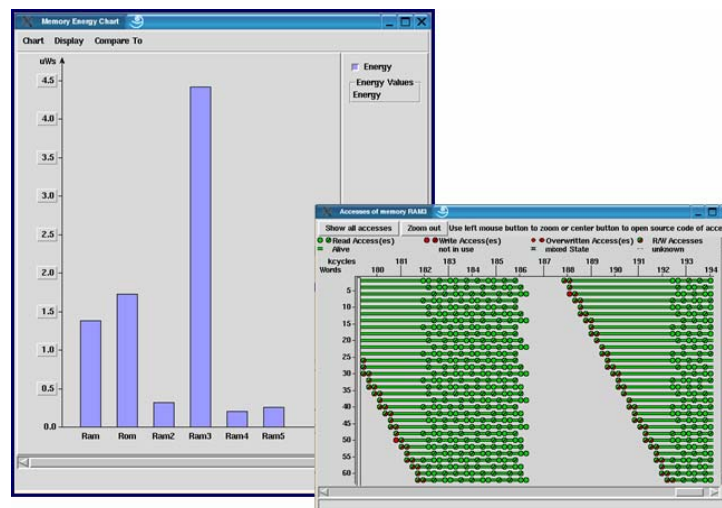 Memory Energy Chart
Chart Display Compare To
uWs
4.5
4.0
3.5
3.0
2.5
2.0
1.5
1.0
0.5
0.0
Ram Rom Ram2 Ram3 Ram4 Ram5
Energy
Energy Values
Energy
Accesses of memory RAM3
Show all accesses Zoom out Use left mouse button to zoom or center button to open source code of acce
Read Access(es) Write Access(es) Overwritten Access(es) R/W Accesses
Alive not in use mixed State unknown
kcycles 181 183 185 187 189 191 193
Words 180 182 184 186 188 190 192 194
5
10
15
20
25
30
35
40
45
50
55
60